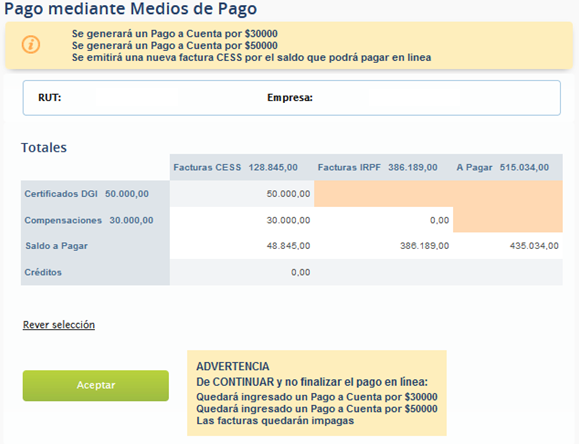 Pago mediante Medios de Pago
Se generará un Pago a Cuenta por $30000
Se generará un Pago a Cuenta por $50000
Se emitirá una nueva factura CESS por el saldo que podrá pagar en linea
RUT: Empresa:
Totales
Facturas CESS 128.845,00 Facturas IRPF 386.189,00 A Pagar 515.034,00
Certificados DGI 50.000,00 50.000,00
Compensaciones 30.000,00 30.000,00 0,00
Saldo a Pagar 48.845,00 386.189,00 435.034,00
Créditos 0,00
Rever selección
Aceptar
ADVERTENCIA
De CONTINUAR y no finalizar el pago en línea:
Quedará ingresado un Pago a Cuenta por $30000
Quedará ingresado un Pago a Cuenta por $50000
Las facturas quedarán impagas